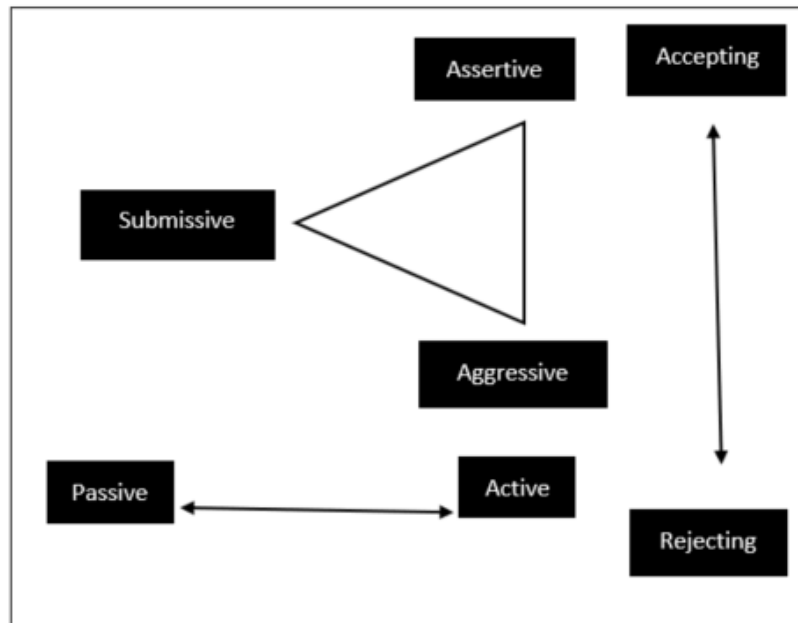 Assertive
Accepting
Submissive
Aggressive
Passive
Active
Rejecting